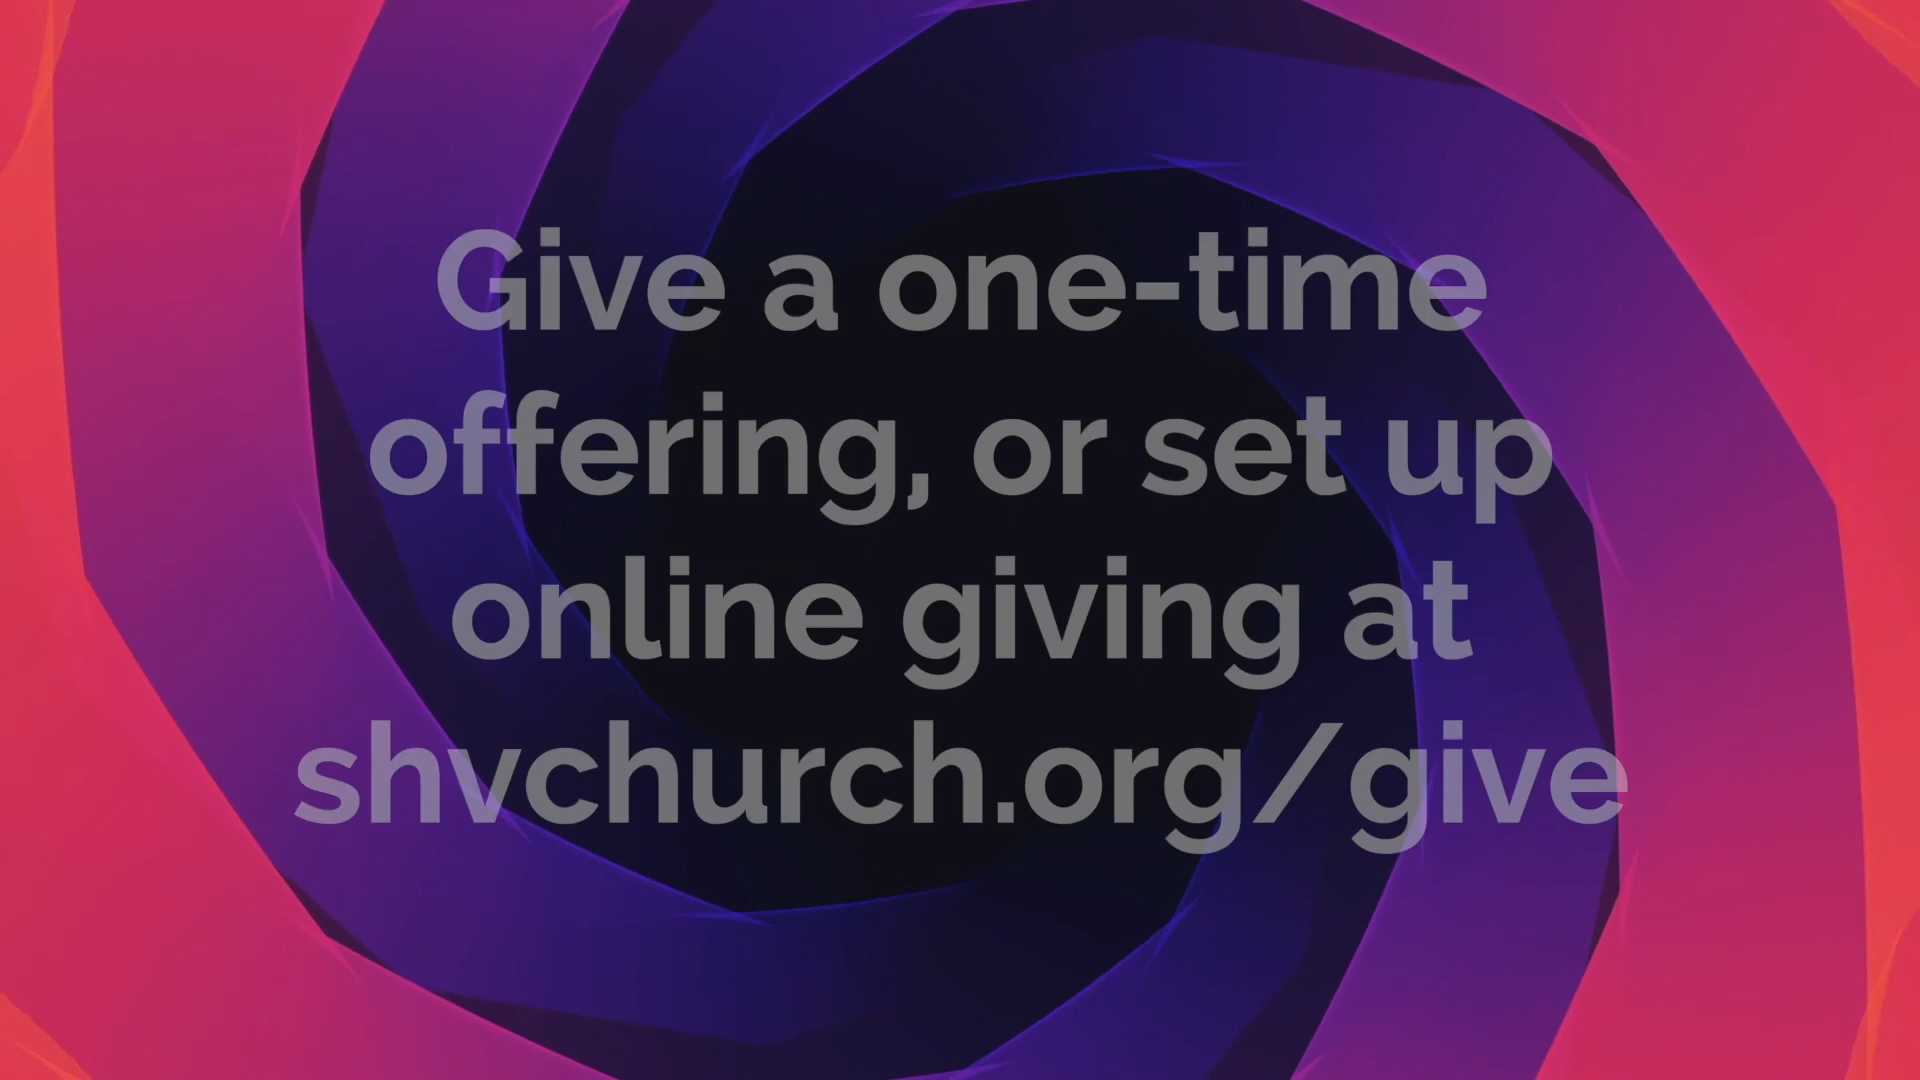 Give a one-time
offering, or set up
online giving at
shvchurch.org/give